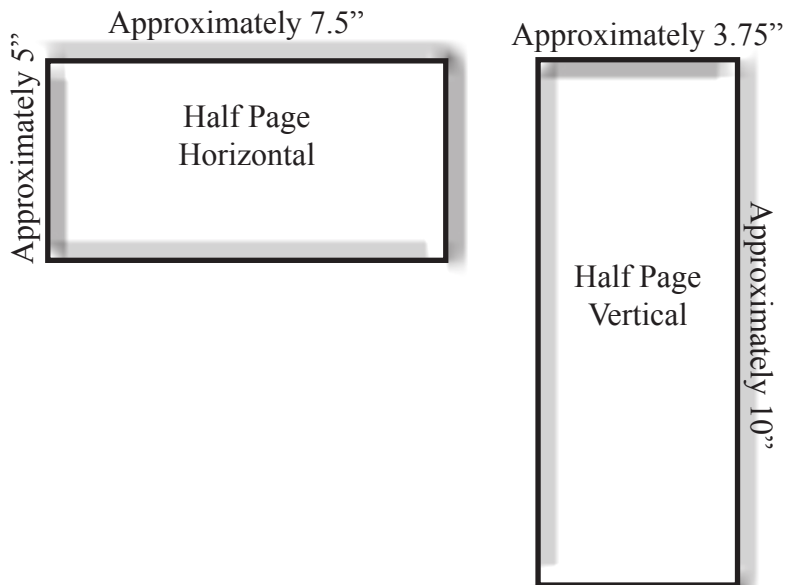 Approximately 7.5”
Approximately 5”
Half Page
Horizontal
Approximately 3.75”
Half Page
Vertical
Approximately 10”